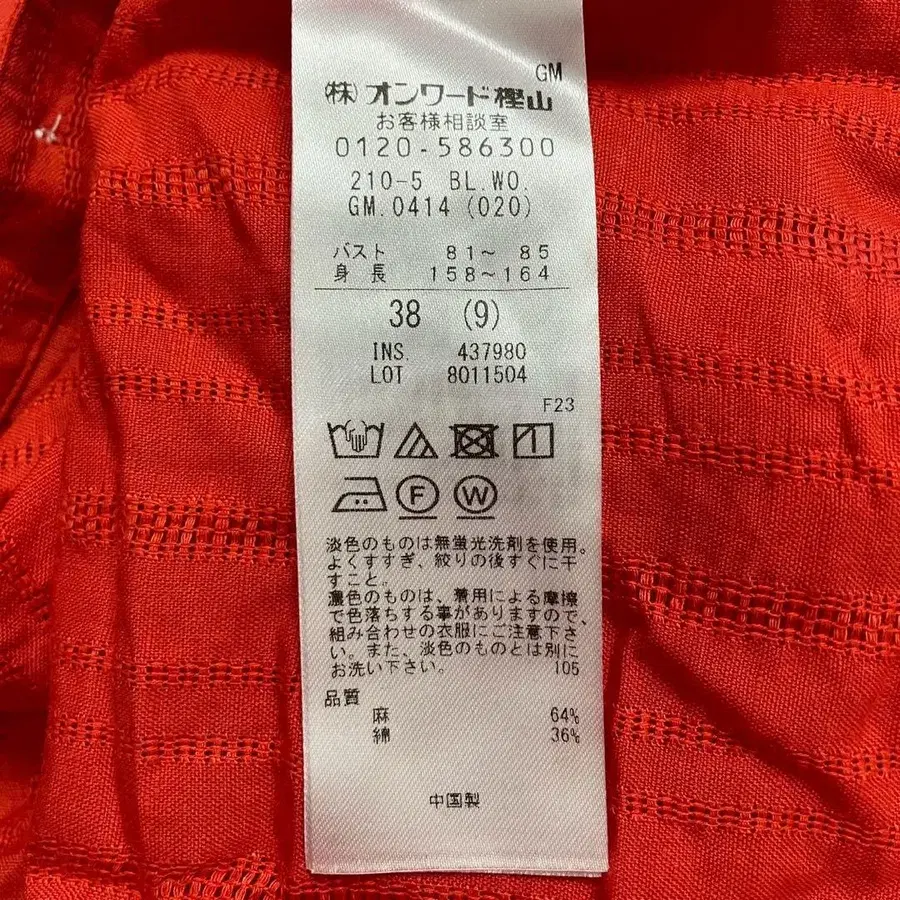 GM
(株)オンワード樫山
お客様相談室
0120-586300
210-5 BL.WO.
GM.0414 (020)
バスト 81~ 85
身長 158~164
38 (9)
INS. 437980
LOT 8011504
F23
F W
淡色のものは無蛍光洗剤を使用。
よくすすぎ、絞りの後すぐに干
すこと。
濃色のものは、着用による摩擦
で色落ちする事がありますので、
組み合わせの衣服にご注意下さ
い。また、淡色のものとは別に
お洗い下さい。 105
品質
麻 64%
綿 36%
中国製